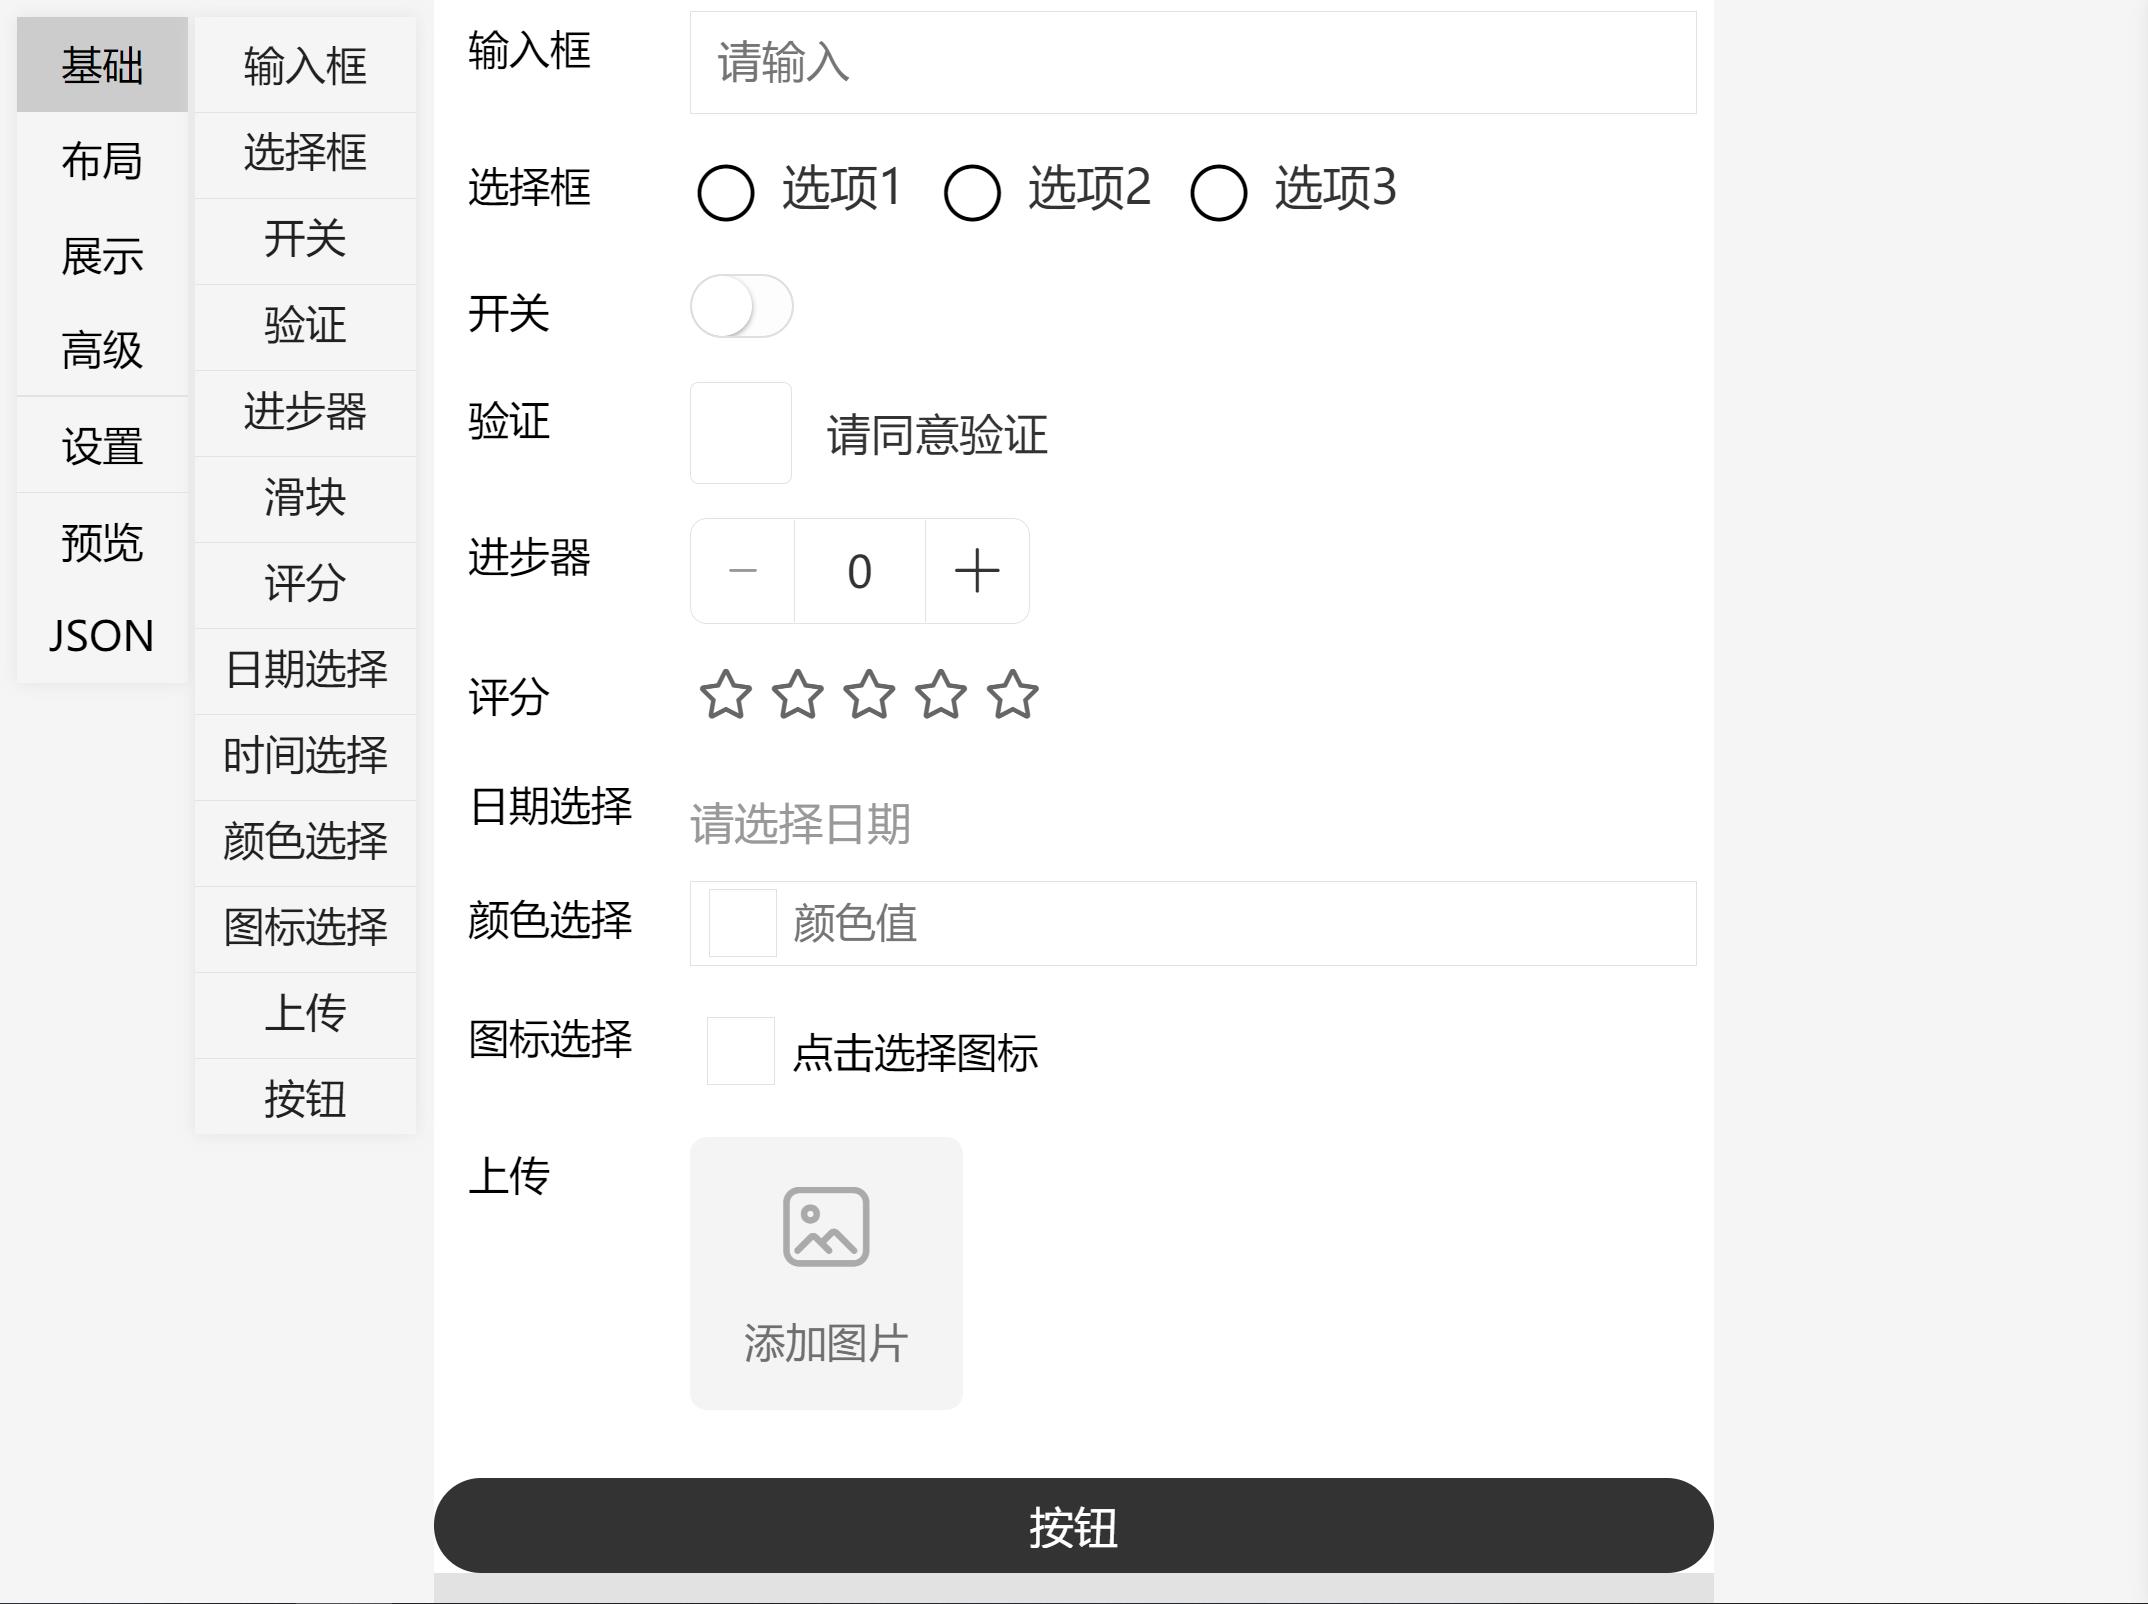 基础
布局
展示
高级
设置
预览
JSON
输入框
选择框
开关
验证
进步器
滑块
评分
日期选择
时间选择
颜色选择
图标选择
上传
按钮
输入框 请输入
选择框 选项1 选项2 选项3
开关
验证 请同意验证
进步器 0
评分
日期选择 请选择日期
颜色选择 颜色值
图标选择 点击选择图标
上传
添加图片
按钮